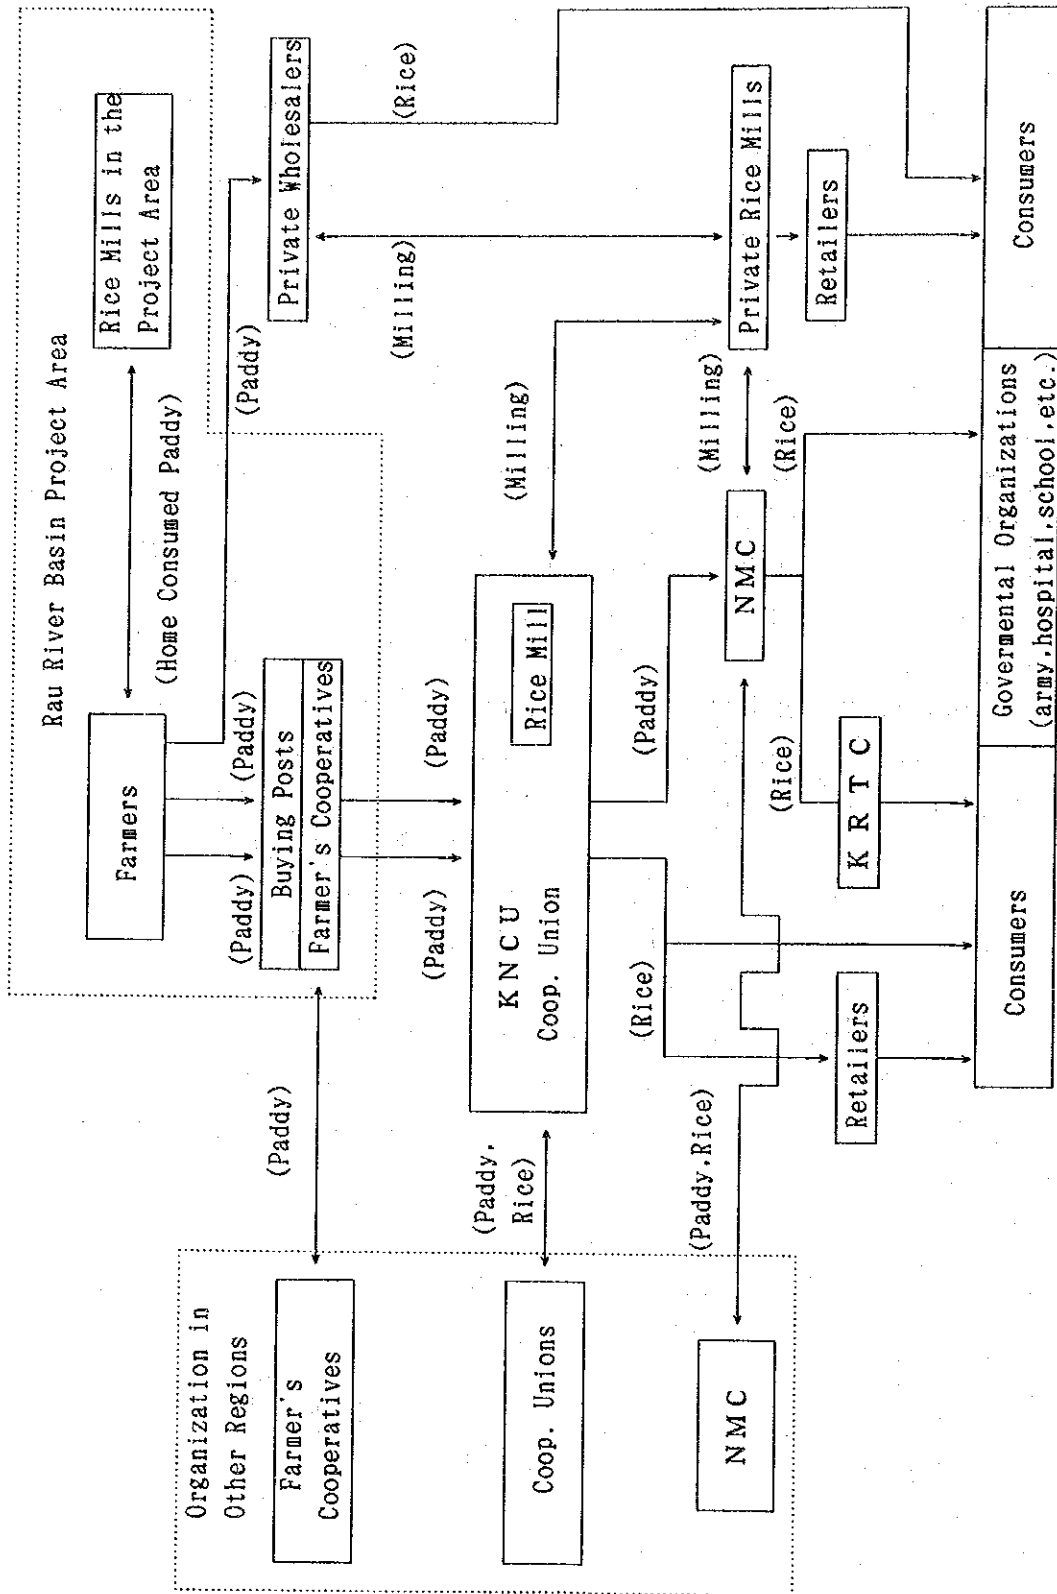 Rau River Basin Project Area
Farmers
Rice Mills in the
Project Area
(Home Consumed Paddy)
Organization in
Other Regions
(Paddy)
(Paddy)
(Paddy)
Farmer's
Cooperatives
(Paddy)
Buying Posts
Farmer's Cooperatives
Private Wholesalers
(Paddy)
(Paddy)
(Milling)
(Rice)
Coop. Unions
(Paddy,
Rice)
KNCU
Coop. Union
Rice Mill
(Milling)
(Rice)
(Paddy)
NMC
(Paddy,Rice)
NMC
(Milling)
Private Rice Mills
(Rice)
(Rice)
Retailers
KRTC
Retailers
Consumers
Govermental Organizations
(army,hospital,school,etc.)
Consumers